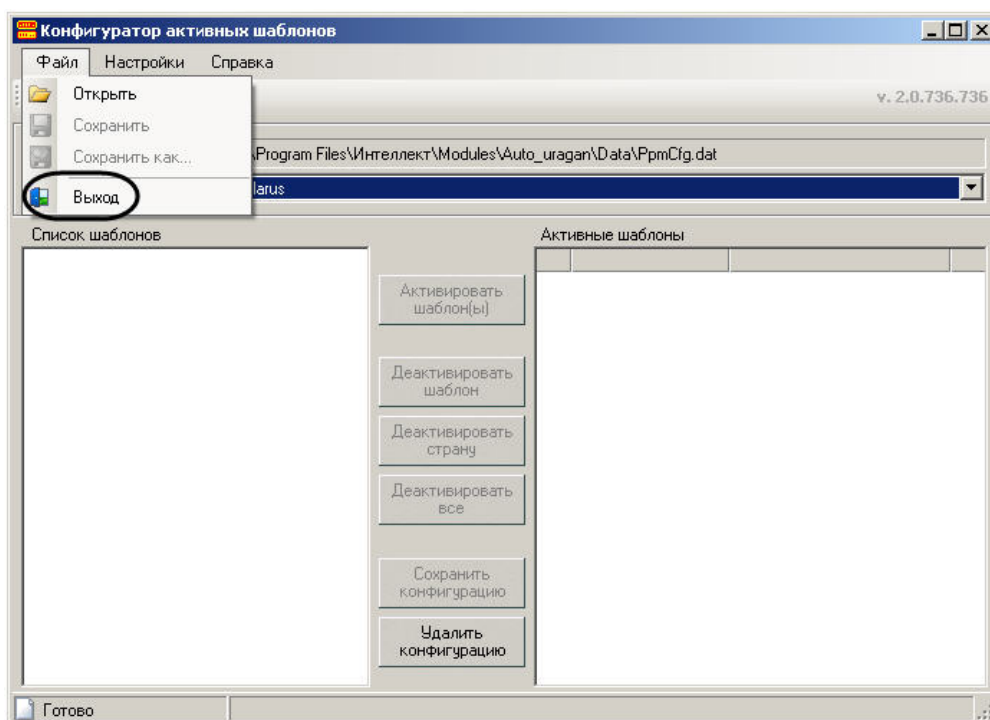 Конфигуратор активных шаблонов
Файл Настройки Справка
Открыть
v. 2.0.736.736
Сохранить
Сохранить как...
\Program Files\Интеллект\Modules\Auto_uragan\Data\PpmCfg.dat
Выход
larus
Список шаблонов
Активные шаблоны
Активировать
шаблон(ы)
Деактивировать
шаблон
Деактивировать
страну
Деактивировать
все
Сохранить
конфигурацию
Удалить
конфигурацию
Готово